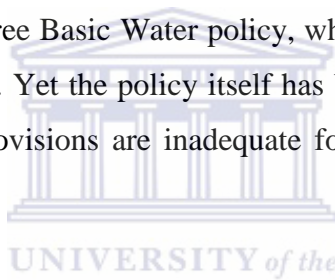 ree Basic Water policy, wh
. Yet the policy itself has
ovisions are inadequate fo
UNIVERSITY of the